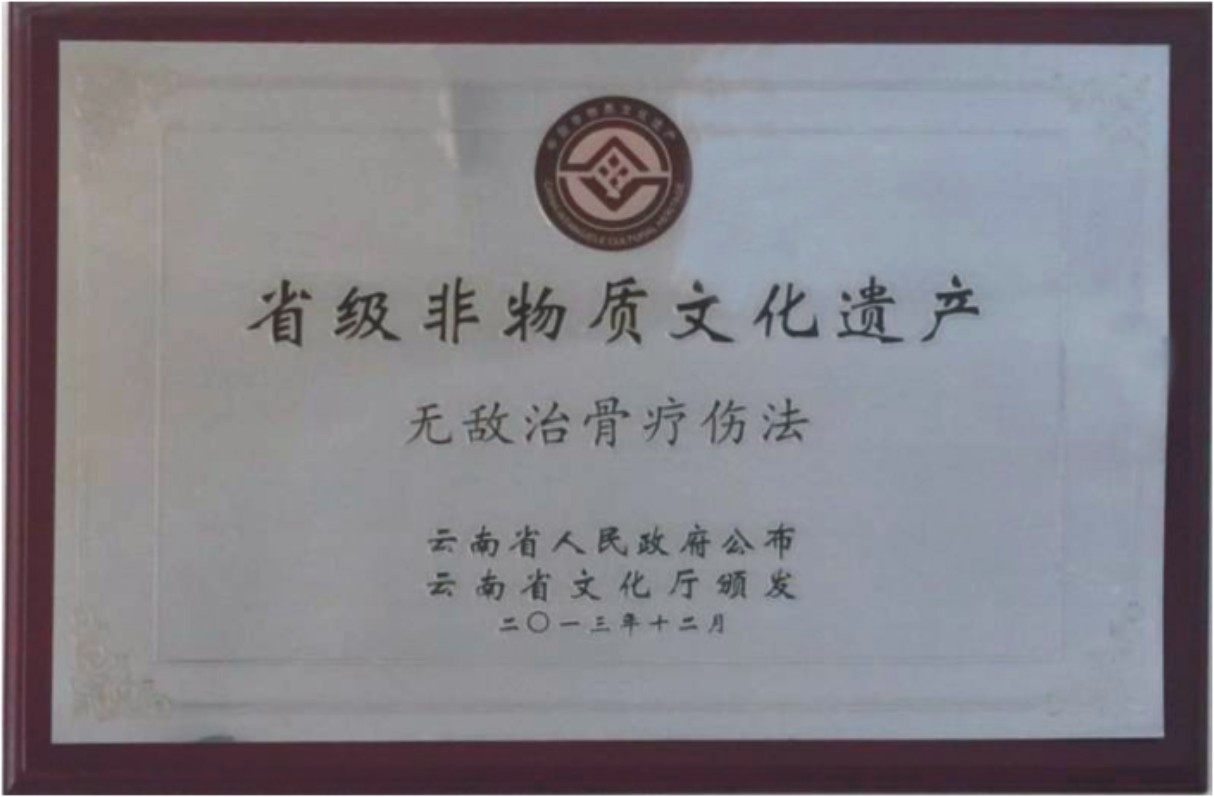 中国非物质文化遗产
CHINA INTANGIBLE CULTURAL HERITAGE
省级非物质文化遗产
无敌治骨疗伤法
云南省人民政府公布
云南省文化厅颁发
二〇一三年十二月